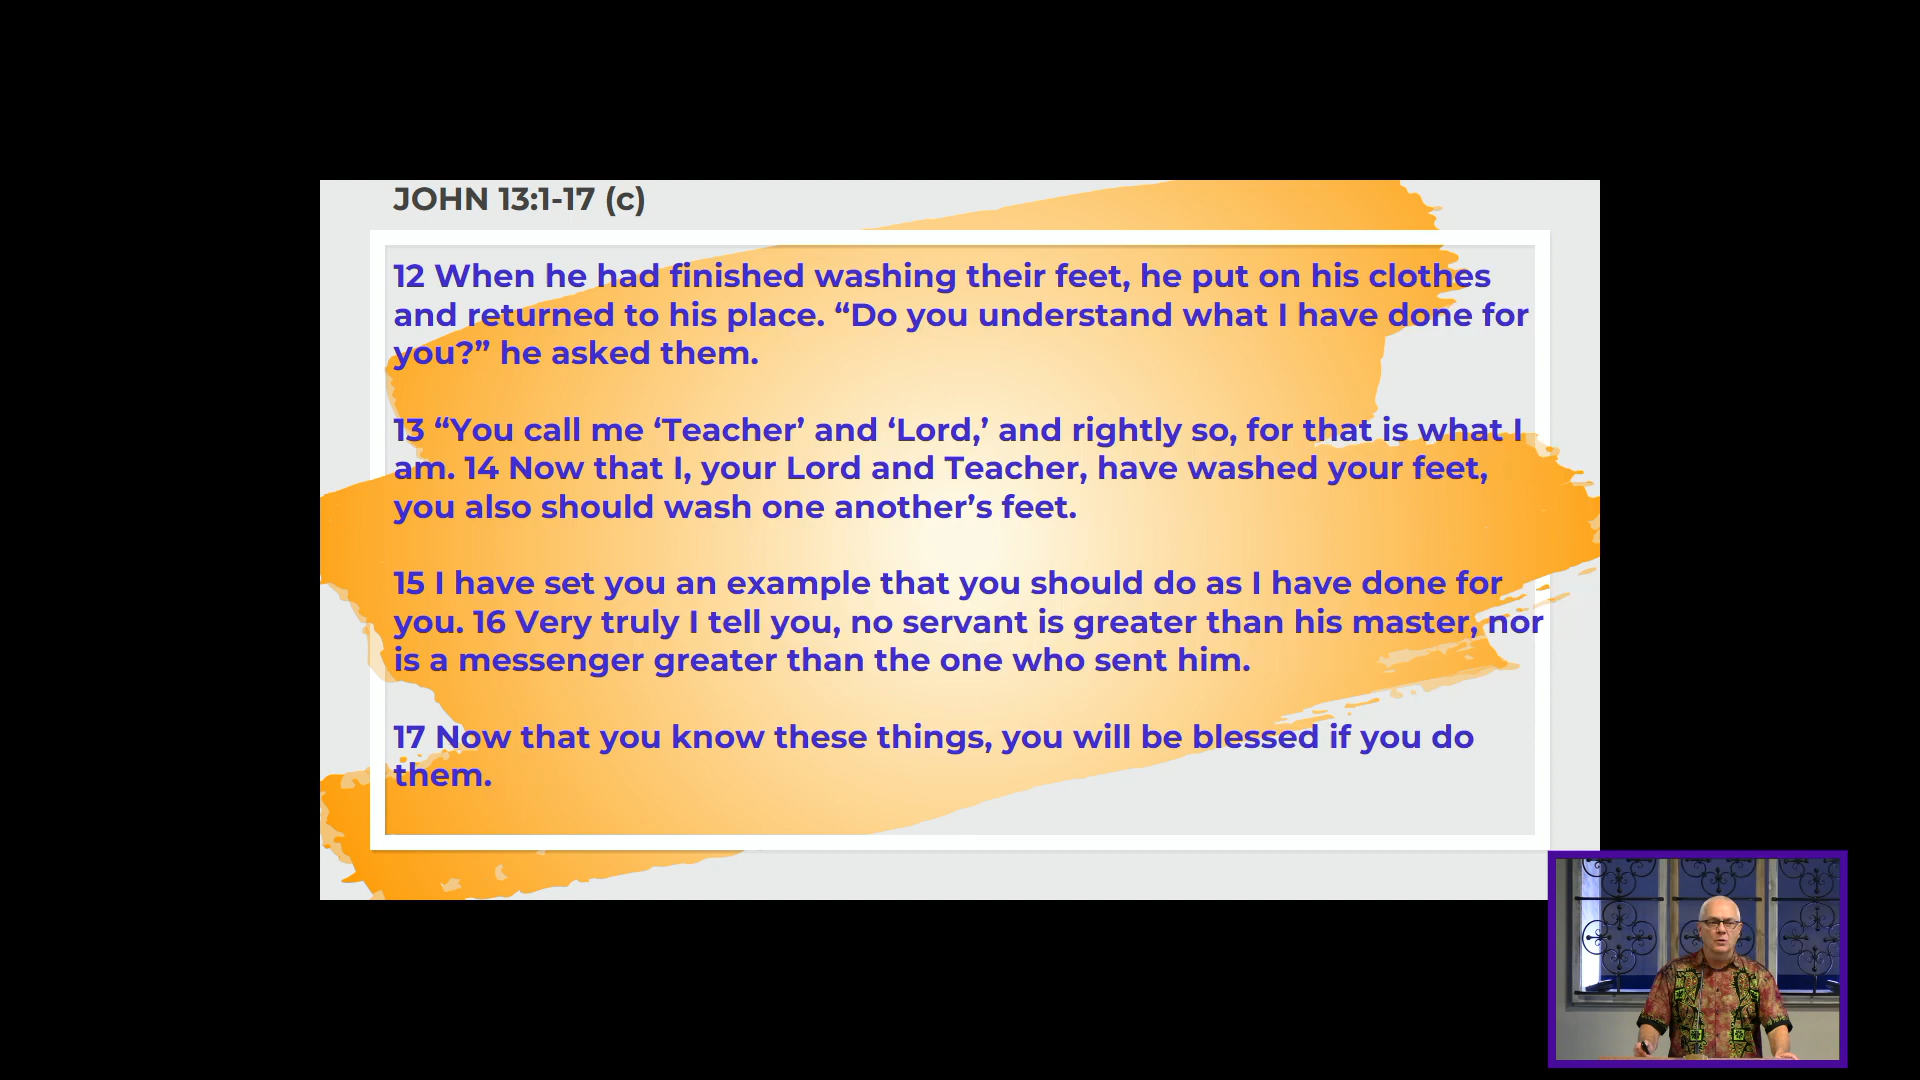 JOHN 13:1-17 (c)
12 When he had finished washing their feet, he put on his clothes
and returned to his place. “Do you understand what I have done for
you?” he asked them.
13 “You call me ‘Teacher’ and ‘Lord,’ and rightly so, for that is what I
am. 14 Now that I, your Lord and Teacher, have washed your feet,
you also should wash one another’s feet.
15 I have set you an example that you should do as I have done for
you. 16 Very truly I tell you, no servant is greater than his master, nor
is a messenger greater than the one who sent him.
17 Now that you know these things, you will be blessed if you do
them.